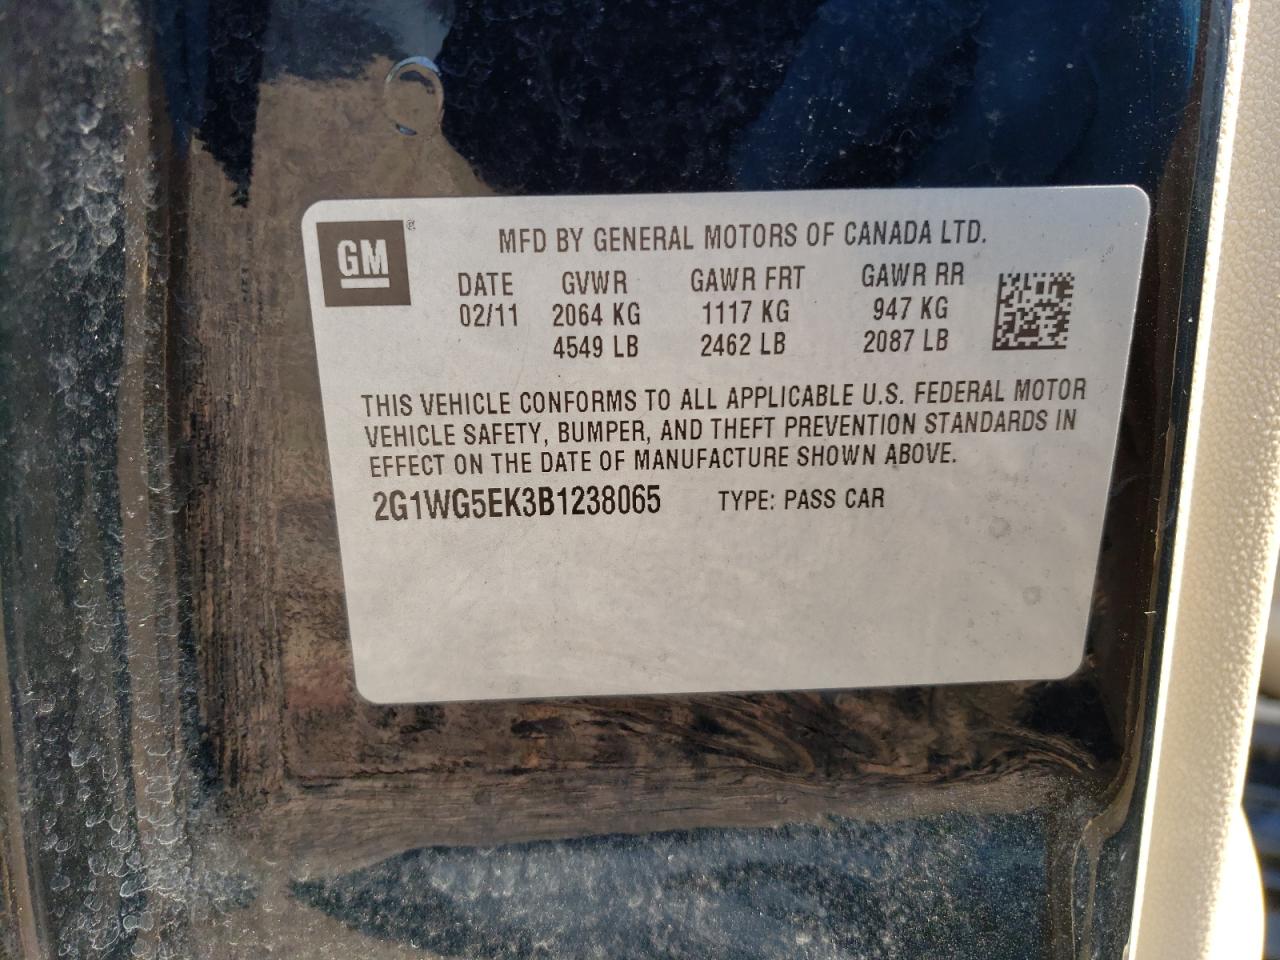 GM®
MFD BY GENERAL MOTORS OF CANADA LTD.
DATE GVWR GAWR FRT GAWR RR
02/11 2064 KG 1117 KG 947 KG
4549 LB 2462 LB 2087 LB
THIS VEHICLE CONFORMS TO ALL APPLICABLE U.S. FEDERAL MOTOR
VEHICLE SAFETY, BUMPER, AND THEFT PREVENTION STANDARDS IN
EFFECT ON THE DATE OF MANUFACTURE SHOWN ABOVE.
2G1WG5EK3B1238065 TYPE: PASS CAR